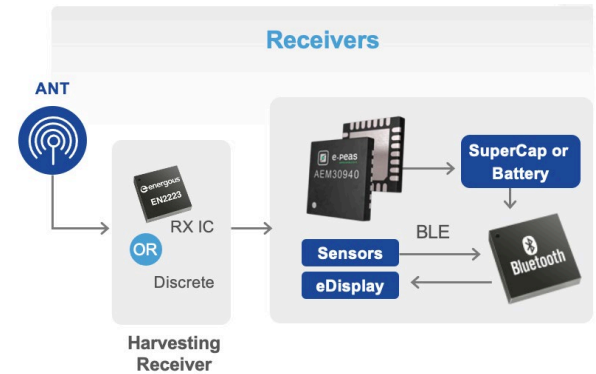 Receivers
ANT
energous
EN2223
RX IC
OR
Discrete
Harvesting
Receiver
e-peas
AEM30940
SuperCap or
Battery
BLE
Sensors
eDisplay
Bluetooth